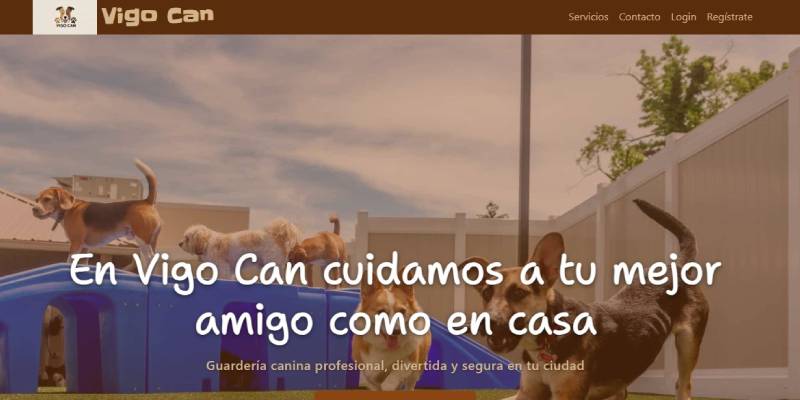 VIGO CAN
Vigo Can
Servicios Contacto Login Regístrate
En Vigo Can cuidamos a tu mejor
amigo como en casa
Guardería canina profesional, divertida y segura en tu ciudad